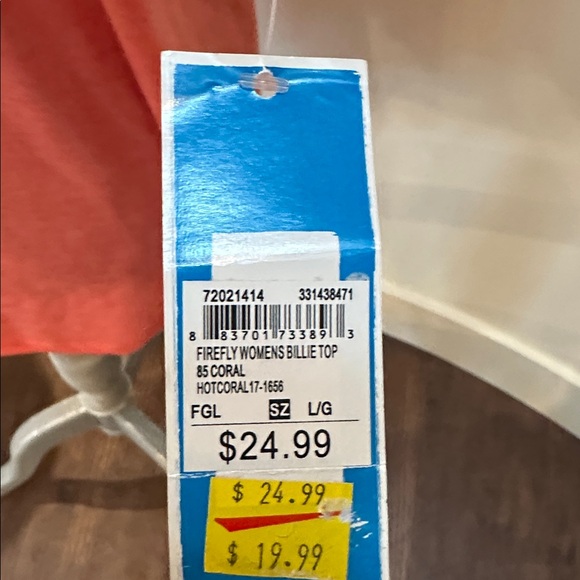 72021414 331438471
8 83701 73389 3
FIREFLY WOMENS BILLIE TOP
85 CORAL
HOTCORAL17-1656
FGL SZ L/G
$24.99
$ 24.99
$ 19.99